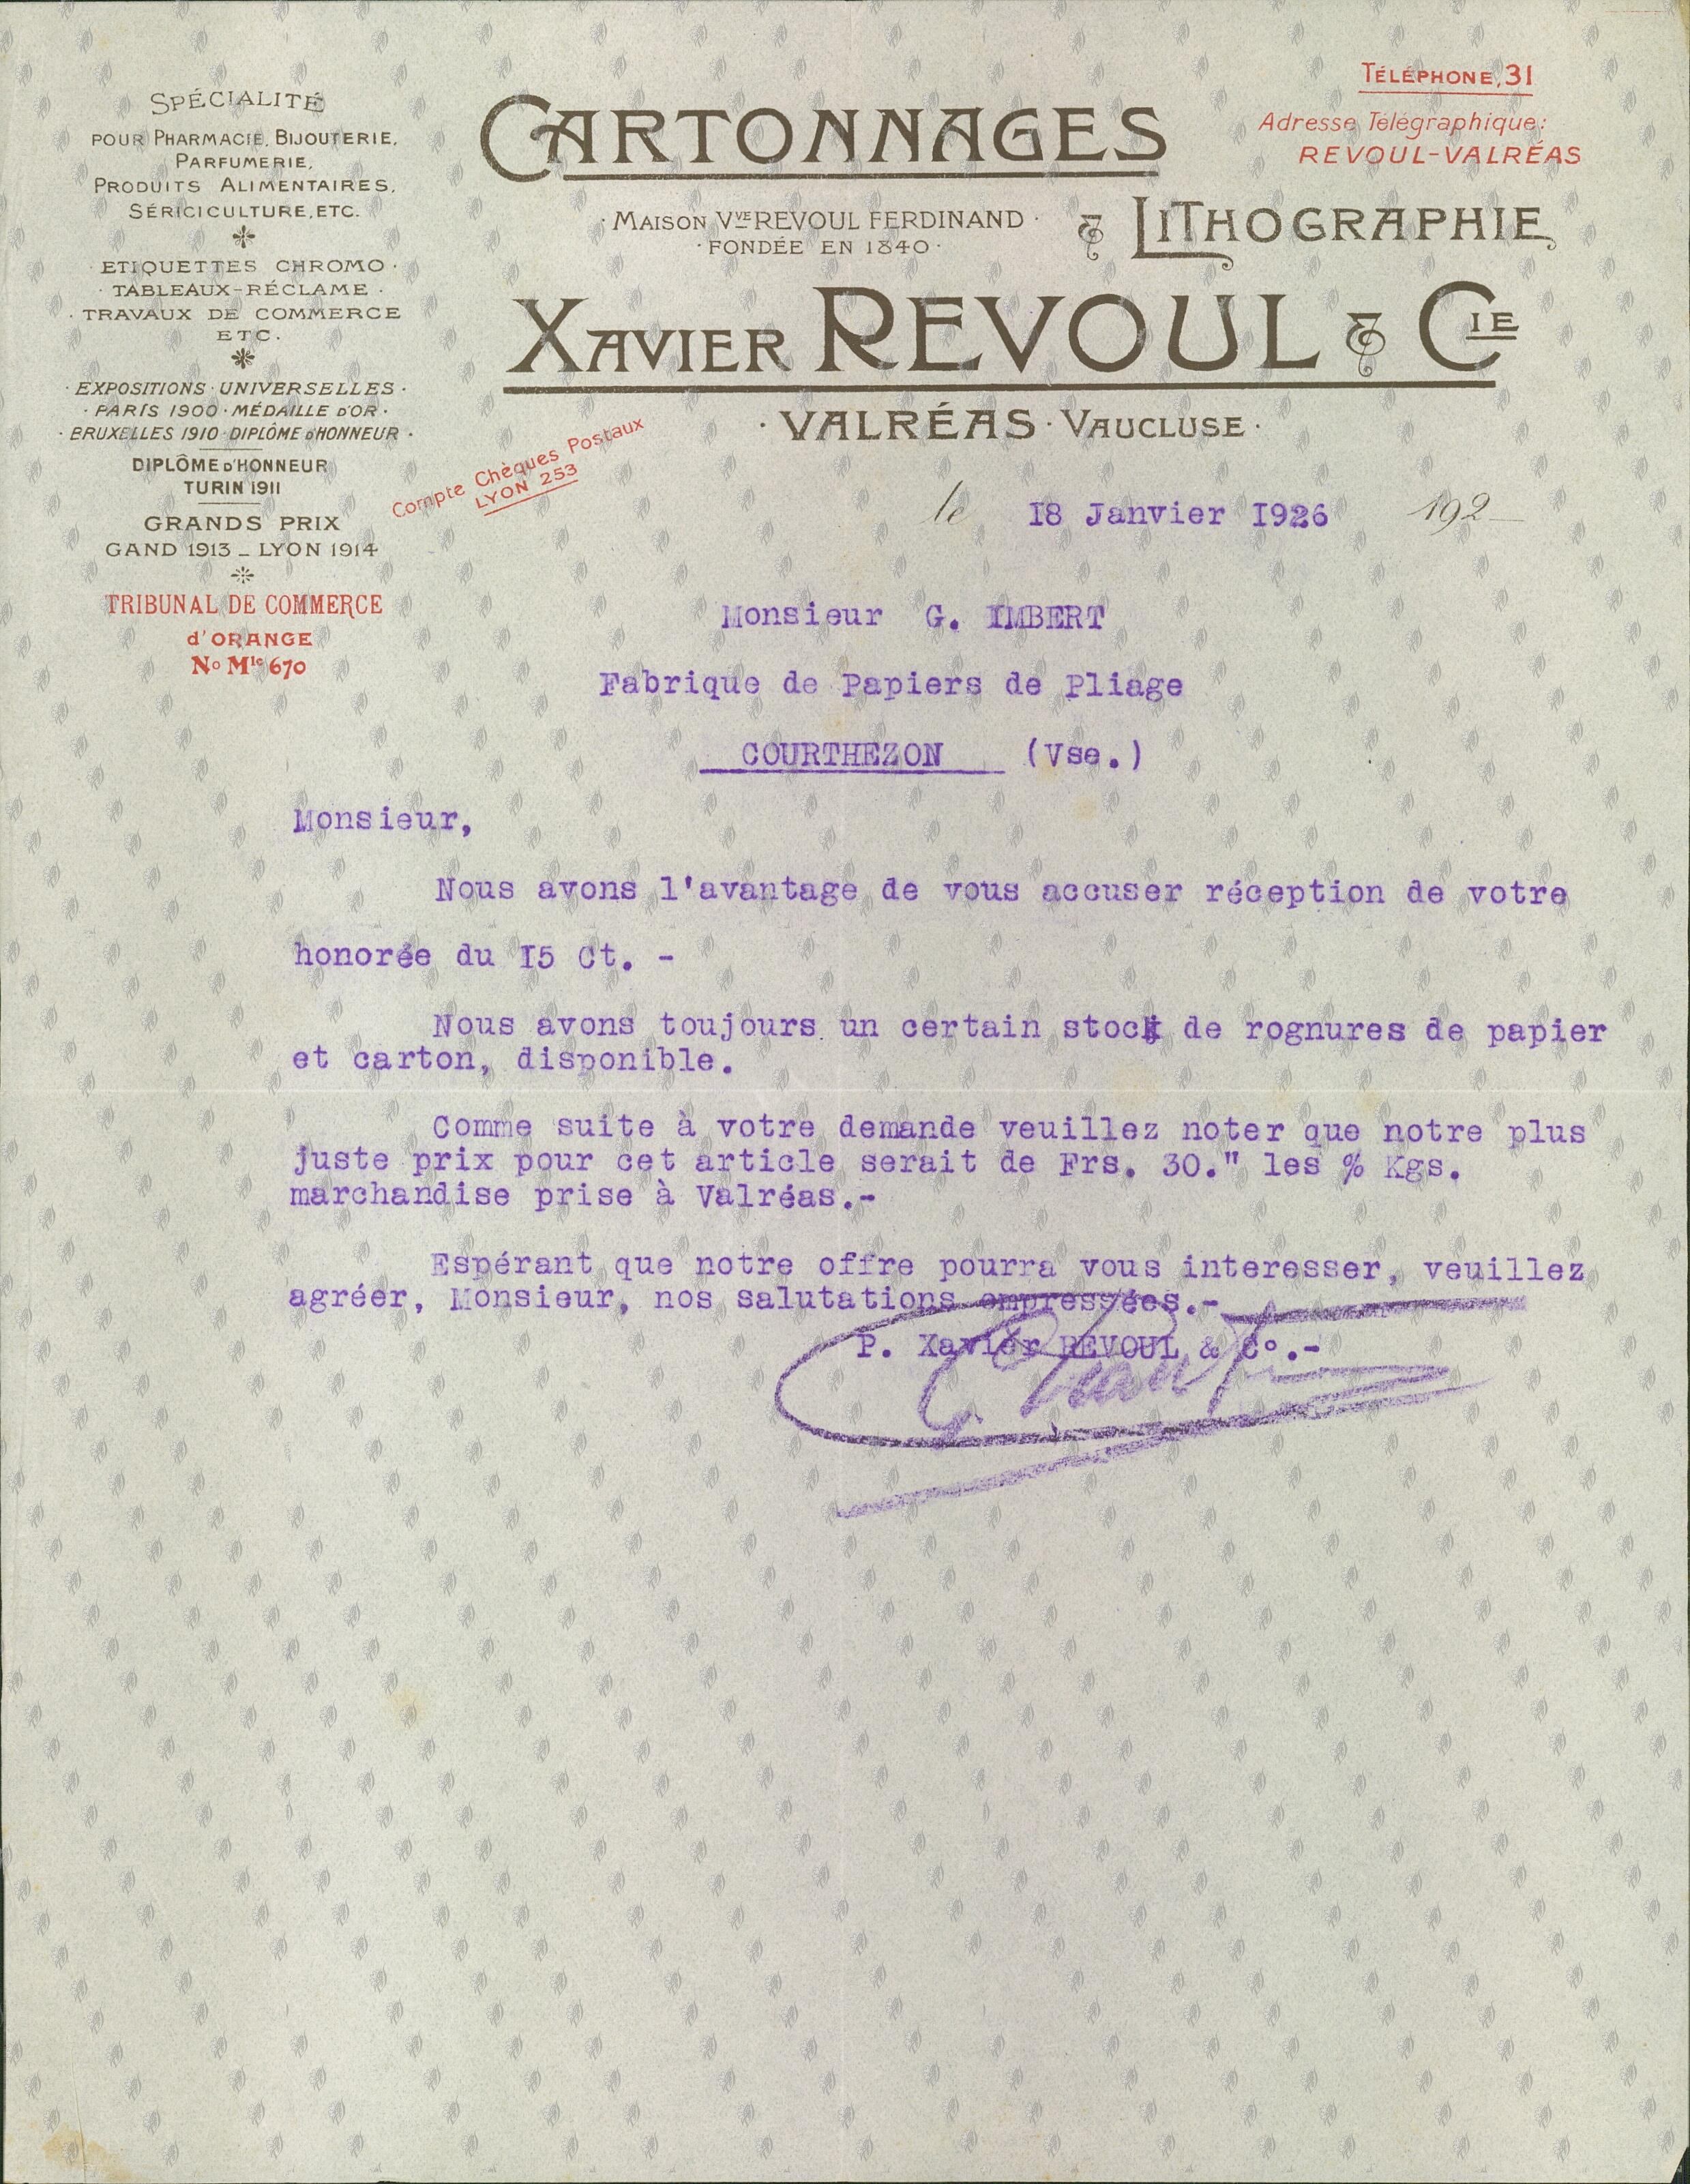 SPÉCIALITÉ
POUR PHARMACIE, BIJOUTERIE,
PARFUMERIE,
PRODUITS ALIMENTAIRES,
SÉRICICULTURE, ETC.
ETIQUETTES CHROMO ·
· TABLEAUX-RÉCLAME ·
· TRAVAUX DE COMMERCE
ETC.
· EXPOSITIONS · UNIVERSELLES ·
· PARIS 1900 · MÉDAILLE D'OR ·
· BRUXELLES 1910 · DIPLÔME D'HONNEUR ·
DIPLÔME D'HONNEUR
TURIN 1911
GRANDS PRIX
GAND 1913 _ LYON 1914
TRIBUNAL DE COMMERCE
d'ORANGE
No Mle 670
TÉLÉPHONE, 31
Adresse Télégraphique:
REVOUL-VALRÉAS
CARTONNAGES
· MAISON VVE REVOUL FERDINAND ·
· FONDÉE EN 1840 ·
& LITHOGRAPHIE
XAVIER REVOUL & CIE
· VALRÉAS · VAUCLUSE ·
Compte Chèques Postaux
LYON 253
le I8 Janvier I926 192_
Monsieur G. IMBERT
Fabrique de Papiers de Pliage
COURTHEZON (Vse.)
Monsieur,
Nous avons l'avantage de vous accuser réception de votre
honorée du I5 Ct. -
Nous avons toujours un certain stock de rognures de papier
et carton, disponible.
Comme suite à votre demande veuillez noter que notre plus
juste prix pour cet article serait de Frs. 30." les % Kgs.
marchandise prise à Valréas.-
Espérant que notre offre pourra vous interesser, veuillez
agréer, Monsieur, nos salutations empressées.-
P. Xavier REVOUL & C°.-